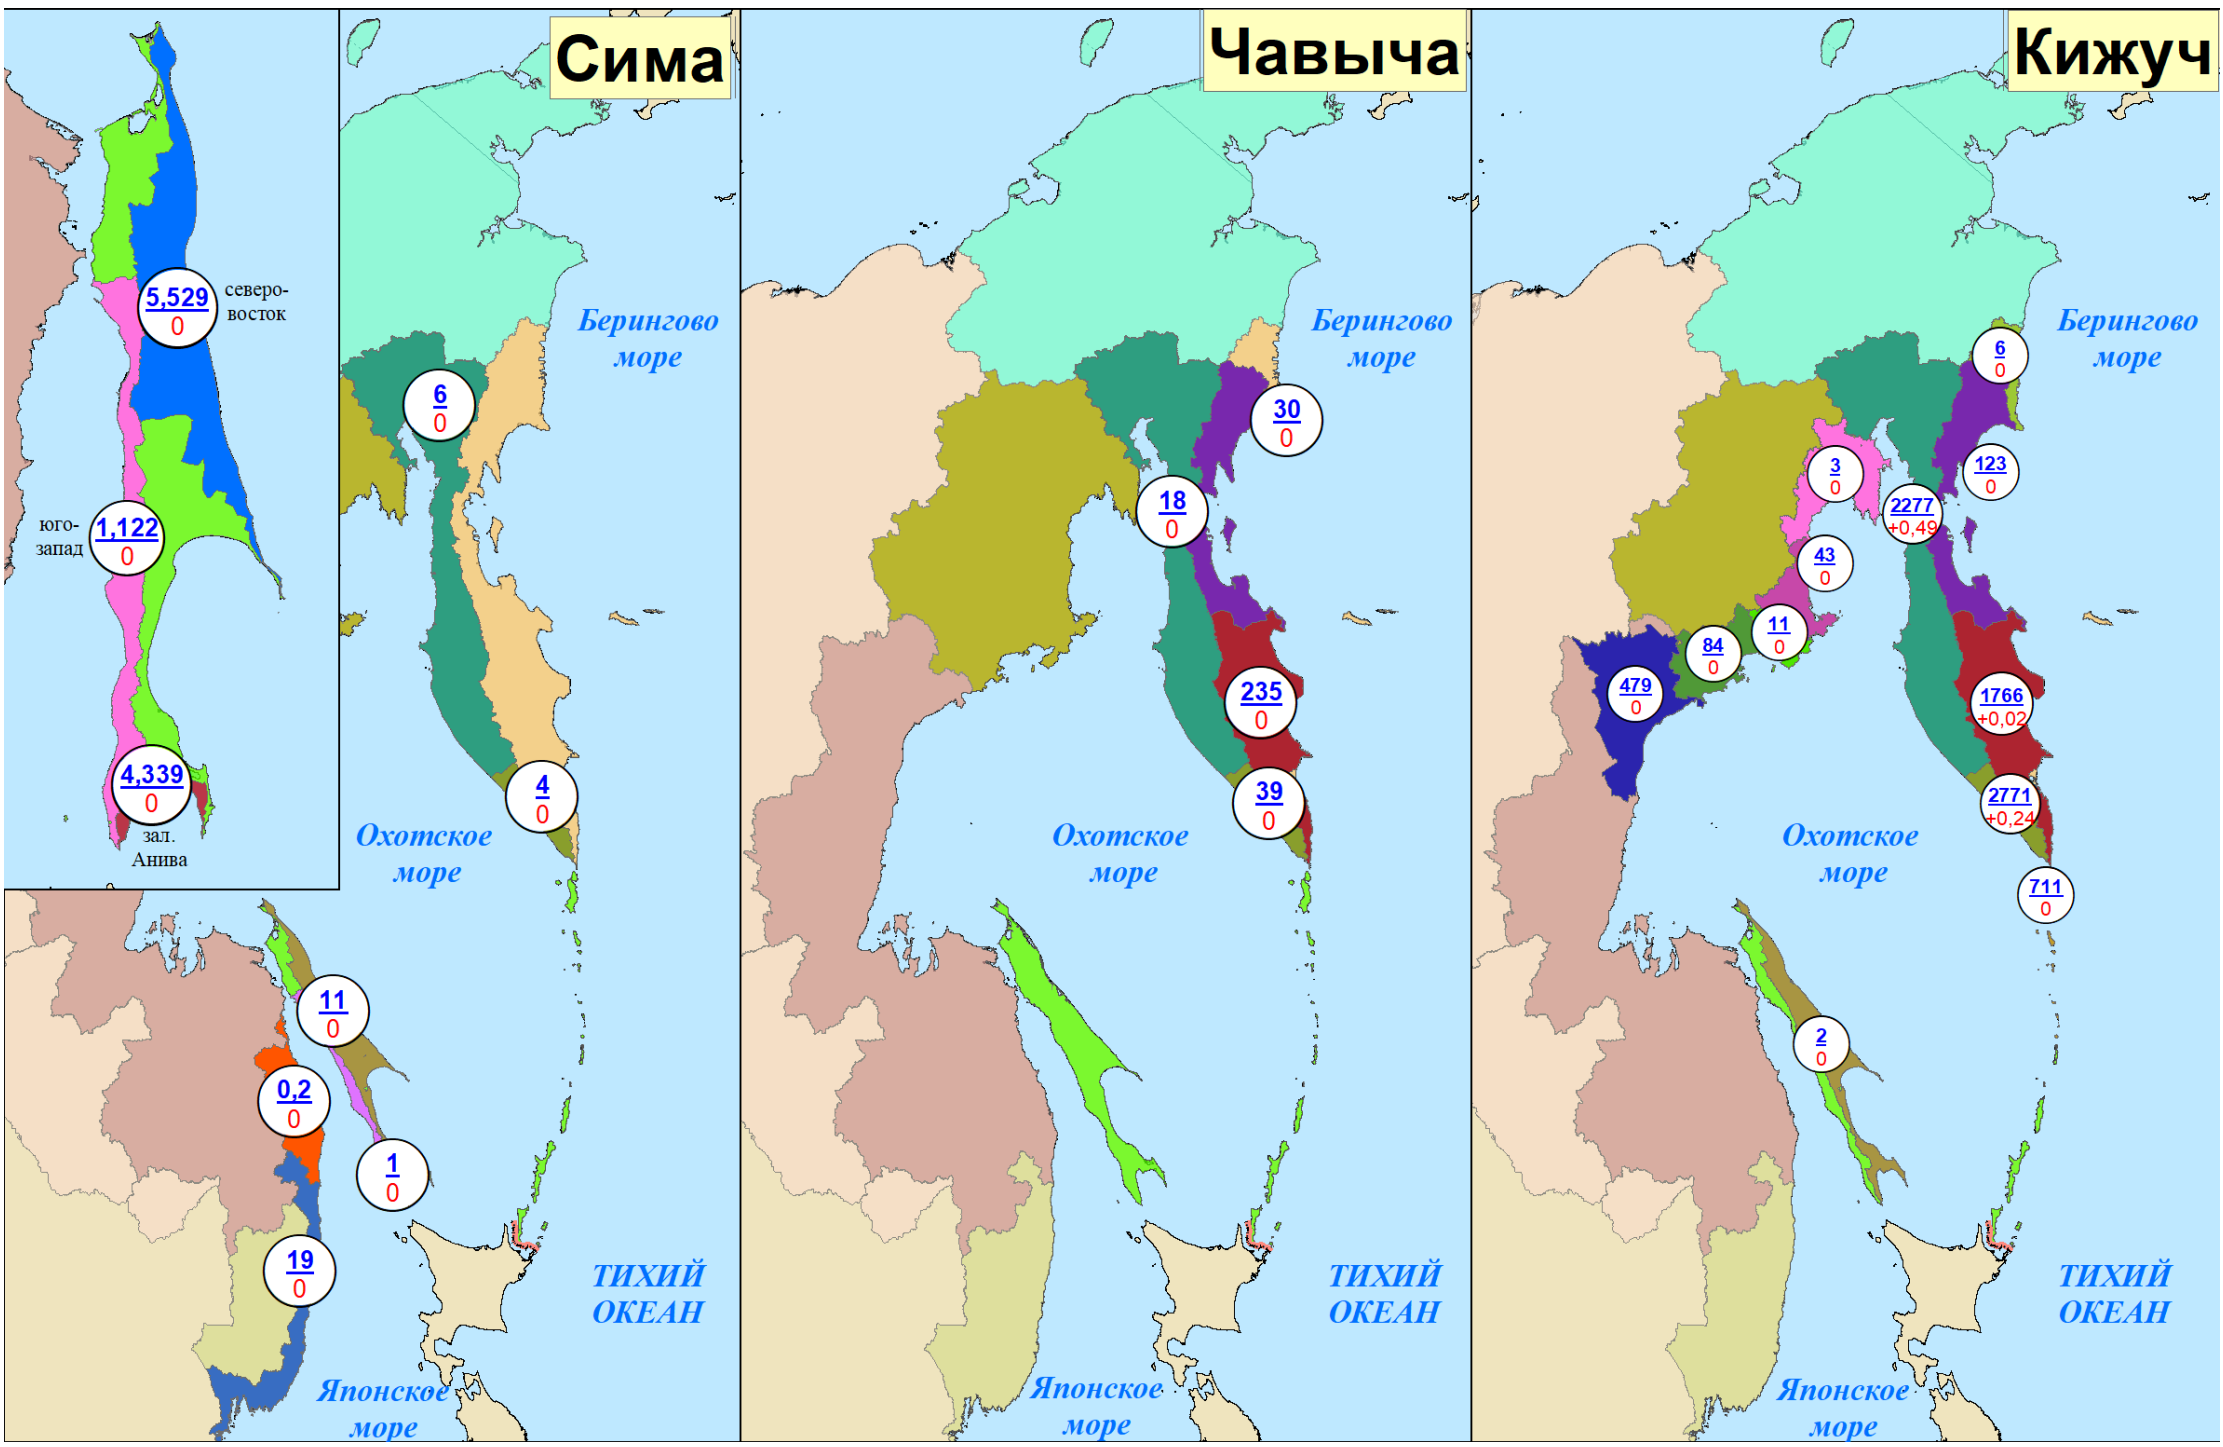 Сима
5,529
0
северо-
восток
юго-
запад
1,122
0
4,339
0
зал.
Анива
6
0
4
0
11
0
0,2
0
1
0
19
0
Берингово
море
Охотское
море
ТИХИЙ
ОКЕАН
Японское
море
Чавыча
30
0
18
0
235
0
39
0
Берингово
море
Охотское
море
ТИХИЙ
ОКЕАН
Японское
море
Кижуч
6
0
123
0
3
0
2277
+0,49
43
0
11
0
84
0
479
0
1766
+0,02
2771
+0,24
711
0
2
0
Берингово
море
Охотское
море
ТИХИЙ
ОКЕАН
Японское
море